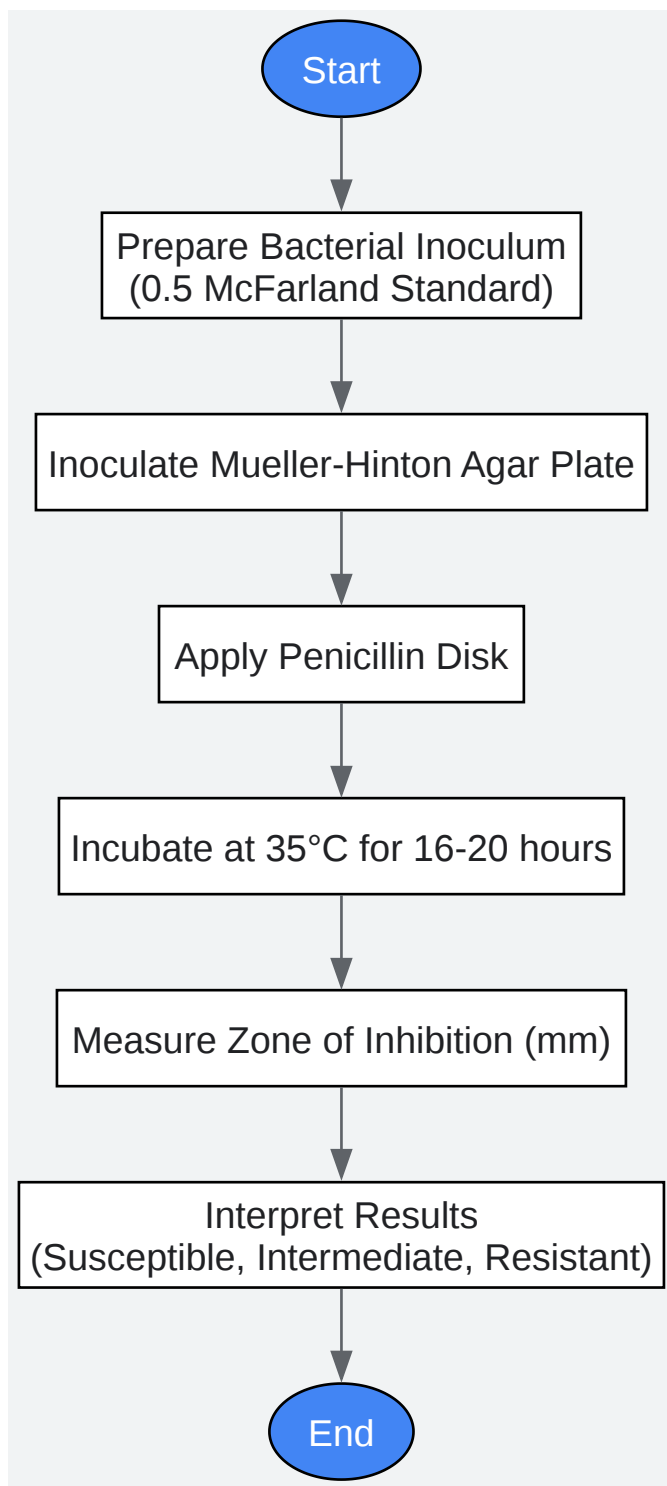 Start
Prepare Bacterial Inoculum
(0.5 McFarland Standard)
Inoculate Mueller-Hinton Agar Plate
Apply Penicillin Disk
Incubate at 35°C for 16-20 hours
Measure Zone of Inhibition (mm)
Interpret Results
(Susceptible, Intermediate, Resistant)
End